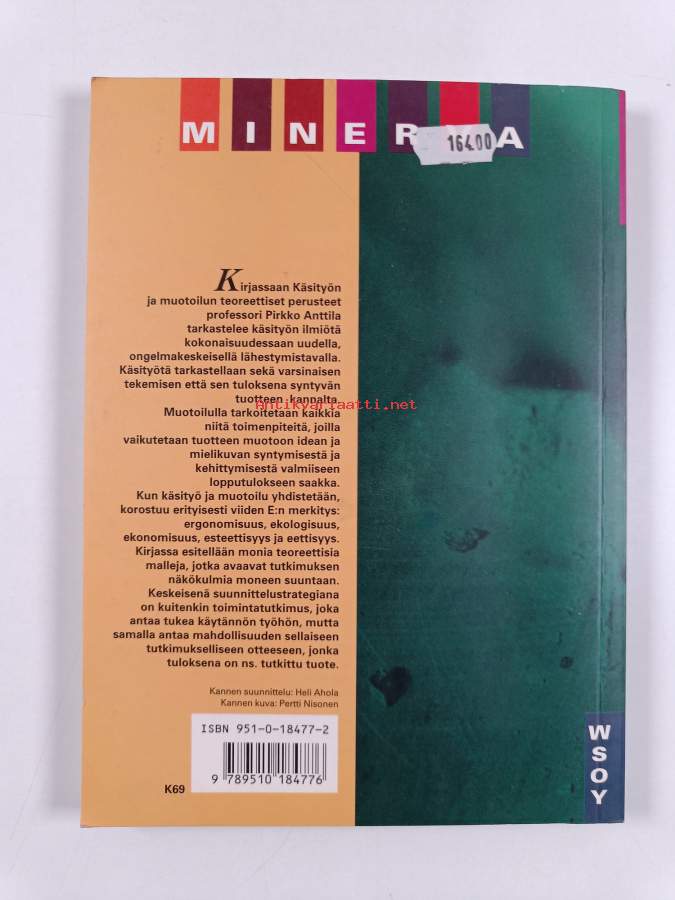 MINER A
164.00
Kirjassaan Käsityön
ja muotoilun teoreettiset perusteet
professori Pirkko Anttila
tarkastelee käsityön ilmiötä
kokonaisuudessaan uudella,
ongelmakeskeisellä lähestymistavalla.
Käsityötä tarkastellaan sekä varsinaisen
tekemisen että sen tuloksena syntyvän
tuotteen kannalta.
Antikvariaatti.net
Muotoilulla tarkoitetaan kaikkia
niitä toimenpiteitä, joilla
vaikutetaan tuotteen muotoon idean ja
mielikuvan syntymisestä ja
kehittymisestä valmiiseen
lopputulokseen saakka.
Kun käsityö ja muotoilu yhdistetään,
korostuu erityisesti viiden E:n merkitys:
ergonomisuus, ekologisuus,
ekonomisuus, esteettisyys ja eettisyys.
Kirjassa esitellään monia teoreettisia
malleja, jotka avaavat tutkimuksen
näkökulmia moneen suuntaan.
Keskeisenä suunnittelustrategiana
on kuitenkin toimintatutkimus, joka
antaa tukea käytännön työhön, mutta
samalla antaa mahdollisuuden sellaiseen
tutkimukselliseen otteeseen, jonka
tuloksena on ns. tutkittu tuote.
Kannen suunnittelu: Heli Ahola
Kannen kuva: Pertti Nisonen
ISBN 951-0-18477-2
9 789510 184776
K69
WSOY